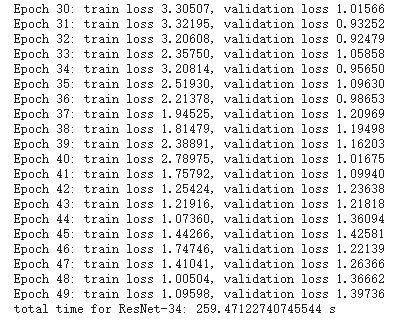 Epoch 30: train loss 3.30507, validation loss 1.01566
Epoch 31: train loss 3.32195, validation loss 0.93252
Epoch 32: train loss 3.20608, validation loss 0.92479
Epoch 33: train loss 2.35750, validation loss 1.05858
Epoch 34: train loss 3.20814, validation loss 0.95650
Epoch 35: train loss 2.51930, validation loss 1.09630
Epoch 36: train loss 2.21378, validation loss 0.98653
Epoch 37: train loss 1.94525, validation loss 1.20969
Epoch 38: train loss 1.81479, validation loss 1.19498
Epoch 39: train loss 2.38891, validation loss 1.16203
Epoch 40: train loss 2.78975, validation loss 1.01675
Epoch 41: train loss 1.75792, validation loss 1.09940
Epoch 42: train loss 1.25424, validation loss 1.23638
Epoch 43: train loss 1.21916, validation loss 1.21818
Epoch 44: train loss 1.07360, validation loss 1.36094
Epoch 45: train loss 1.44266, validation loss 1.42581
Epoch 46: train loss 1.74746, validation loss 1.22139
Epoch 47: train loss 1.41041, validation loss 1.26366
Epoch 48: train loss 1.00504, validation loss 1.36662
Epoch 49: train loss 1.09598, validation loss 1.39736
total time for ResNet-34: 259.47122740745544 s